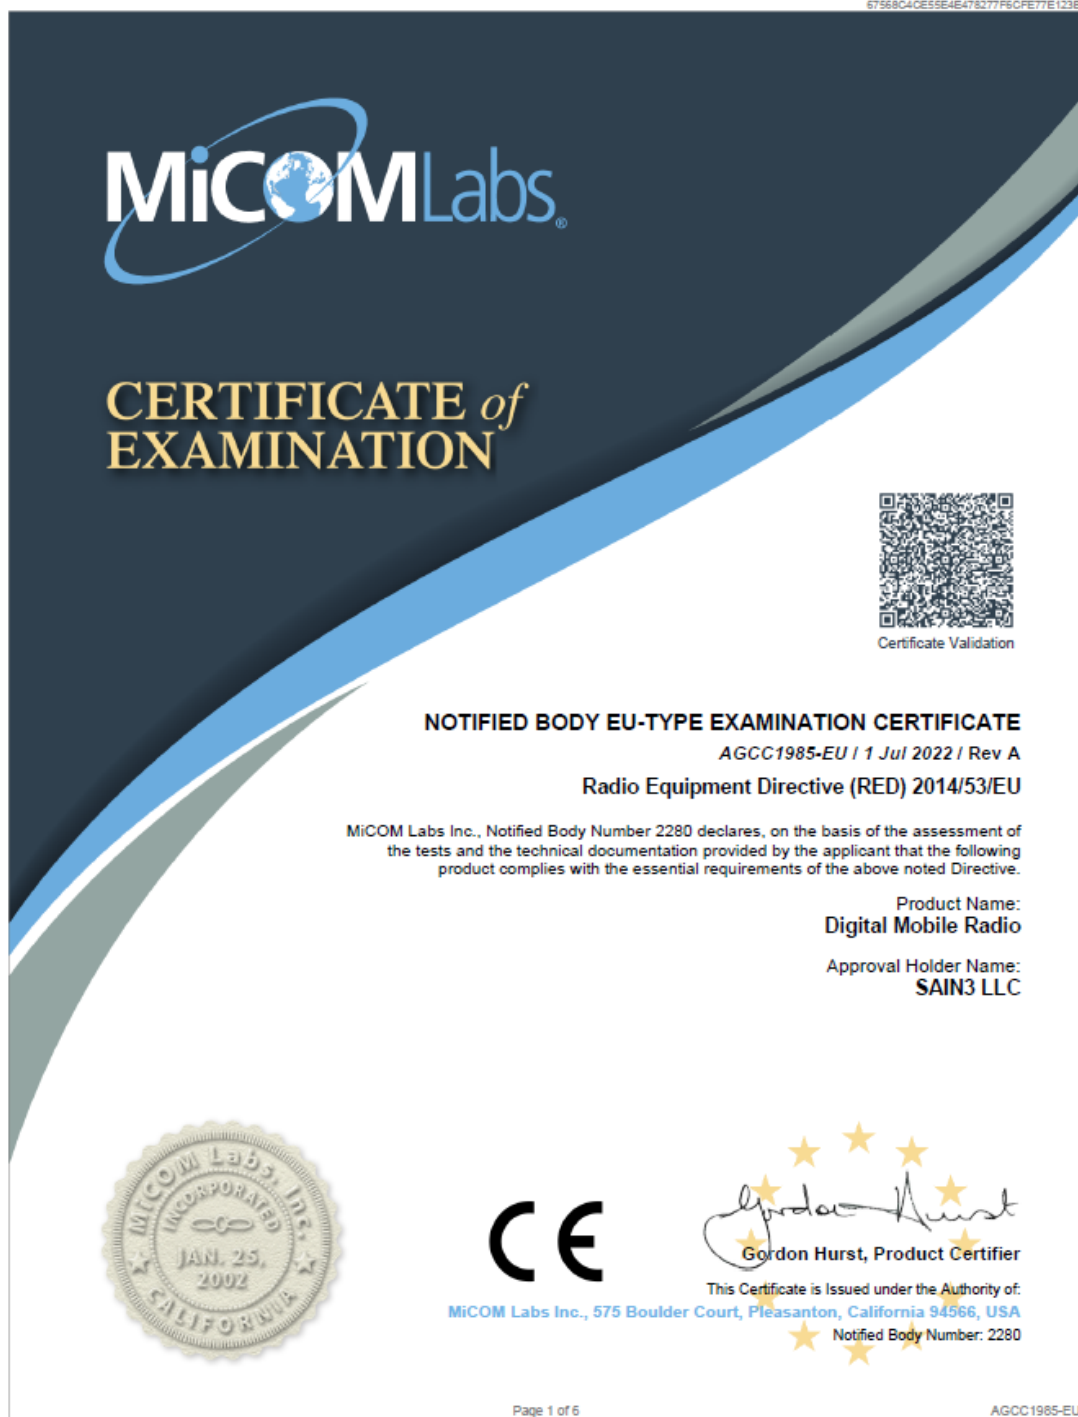 67568C4CE55E4E478277F6CFE77E123E
MiCOMLabs®
CERTIFICATE of
EXAMINATION
Certificate Validation
NOTIFIED BODY EU-TYPE EXAMINATION CERTIFICATE
AGCC1985-EU / 1 Jul 2022 / Rev A
Radio Equipment Directive (RED) 2014/53/EU
MiCOM Labs Inc., Notified Body Number 2280 declares, on the basis of the assessment of
the tests and the technical documentation provided by the applicant that the following
product complies with the essential requirements of the above noted Directive.
Product Name:
Digital Mobile Radio
Approval Holder Name:
SAIN3 LLC
MiCOM Labs, Inc.
INCORPORATED
JAN. 25,
2002
CALIFORNIA
CE
Gordon Hurst
Gordon Hurst, Product Certifier
This Certificate is Issued under the Authority of:
MiCOM Labs Inc., 575 Boulder Court, Pleasanton, California 94566, USA
Notified Body Number: 2280
Page 1 of 6
AGCC1985-EU